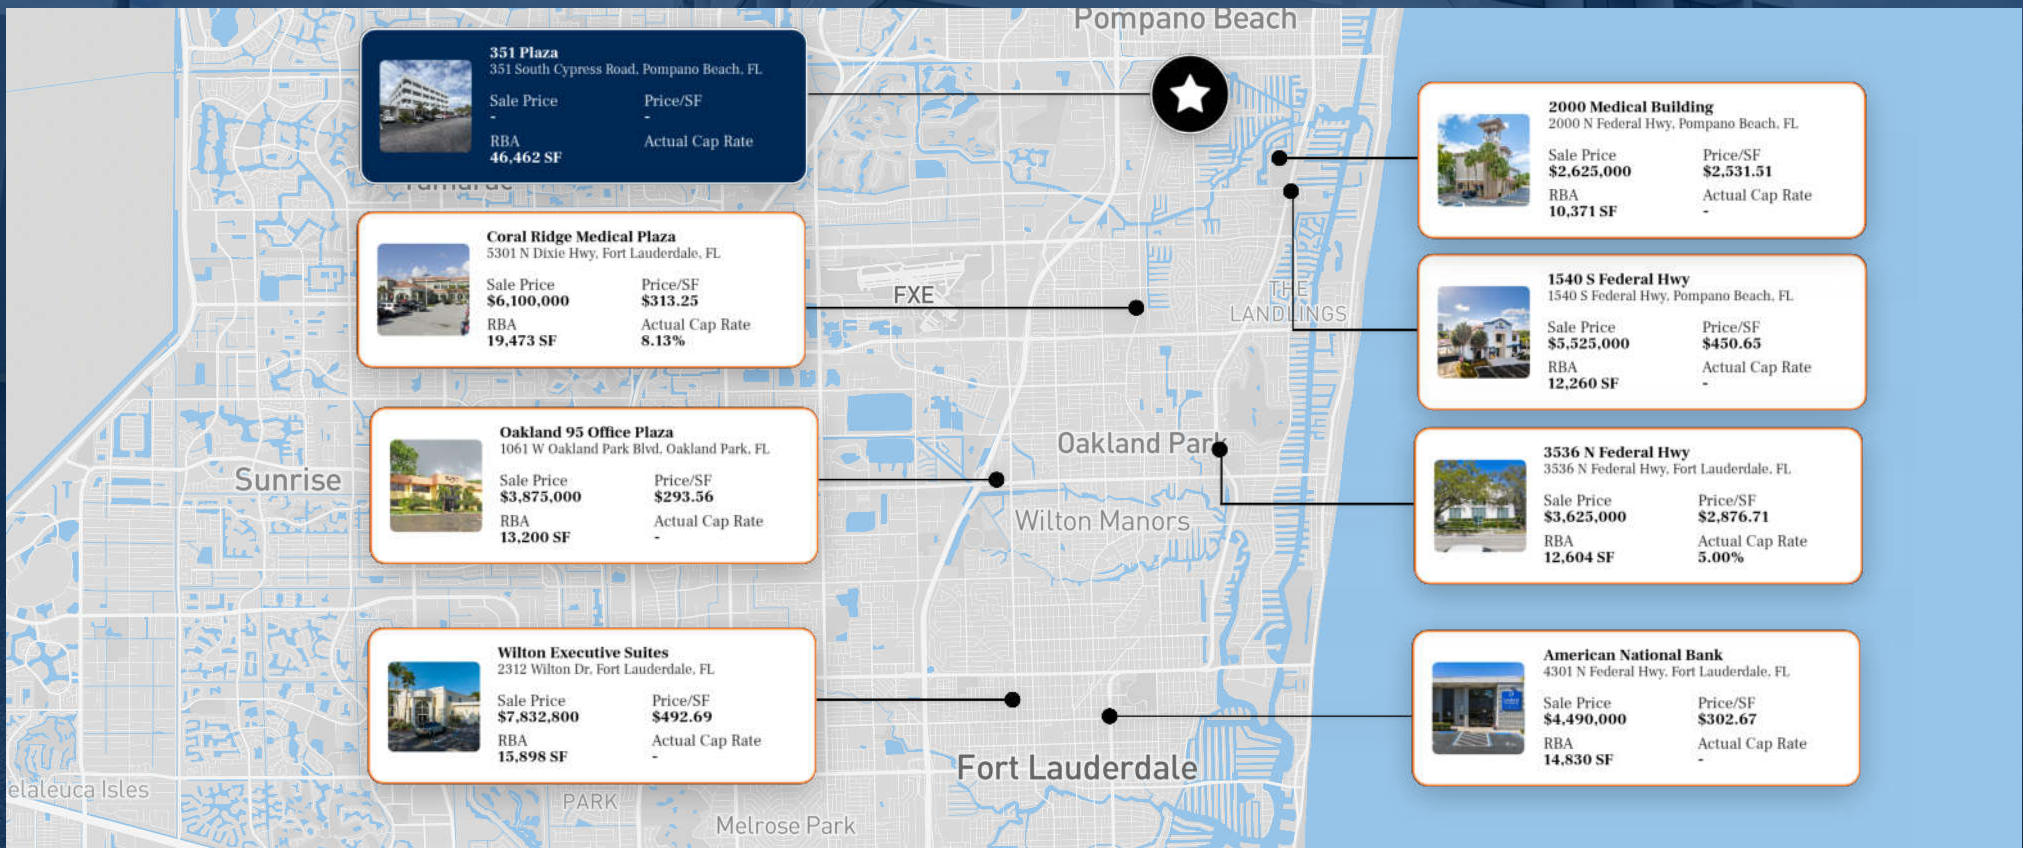 Pompano Beach
351 Plaza
351 South Cypress Road, Pompano Beach, FL
Sale Price Price/SF
- -
RBA Actual Cap Rate
46,462 SF
Coral Ridge Medical Plaza
5301 N Dixie Hwy, Fort Lauderdale, FL
Sale Price Price/SF
$6,100,000 $313.25
RBA Actual Cap Rate
19,473 SF 8.13%
Oakland 95 Office Plaza
1061 W Oakland Park Blvd, Oakland Park, FL
Sale Price Price/SF
$3,875,000 $293.56
RBA Actual Cap Rate
13,200 SF -
Wilton Executive Suites
2312 Wilton Dr, Fort Lauderdale, FL
Sale Price Price/SF
$7,832,800 $492.69
RBA Actual Cap Rate
15,898 SF -
FXE
THE
LANDLINGS
Oakland Park
Sunrise
Wilton Manors
Fort Lauderdale
elaleuca Isles
PARK
Melrose Park
2000 Medical Building
2000 N Federal Hwy, Pompano Beach, FL
Sale Price Price/SF
$2,625,000 $2,531.51
RBA Actual Cap Rate
10,371 SF -
1540 S Federal Hwy
1540 S Federal Hwy, Pompano Beach, FL
Sale Price Price/SF
$5,525,000 $450.65
RBA Actual Cap Rate
12,260 SF -
3536 N Federal Hwy
3536 N Federal Hwy, Fort Lauderdale, FL
Sale Price Price/SF
$3,625,000 $2,876.71
RBA Actual Cap Rate
12,604 SF 5.00%
American National Bank
4301 N Federal Hwy, Fort Lauderdale, FL
Sale Price Price/SF
$4,490,000 $302.67
RBA Actual Cap Rate
14,830 SF -